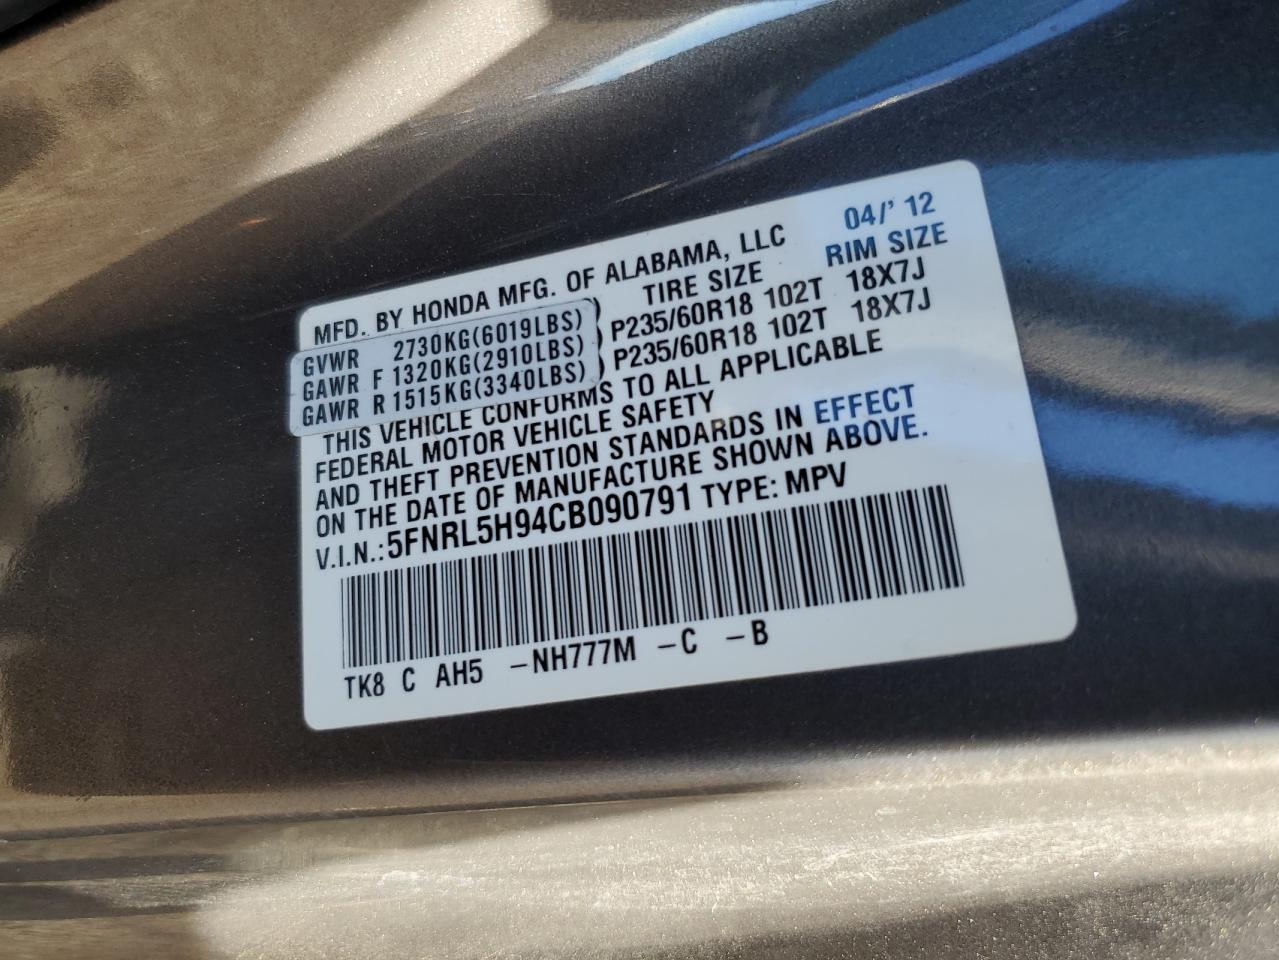 MFD. BY HONDA MFG. OF ALABAMA, LLC 04/'12
TIRE SIZE RIM SIZE
GVWR 2730KG(6019LBS)
GAWR F 1320KG(2910LBS) ) P235/60R18 102T 18X7J
GAWR R 1515KG(3340LBS) ) P235/60R18 102T 18X7J
THIS VEHICLE CONFORMS TO ALL APPLICABLE
FEDERAL MOTOR VEHICLE SAFETY
AND THEFT PREVENTION STANDARDS IN EFFECT
ON THE DATE OF MANUFACTURE SHOWN ABOVE.
V.I.N.: 5FNRL5H94CB090791 TYPE: MPV
TK8 C AH5 -NH777M -C -B